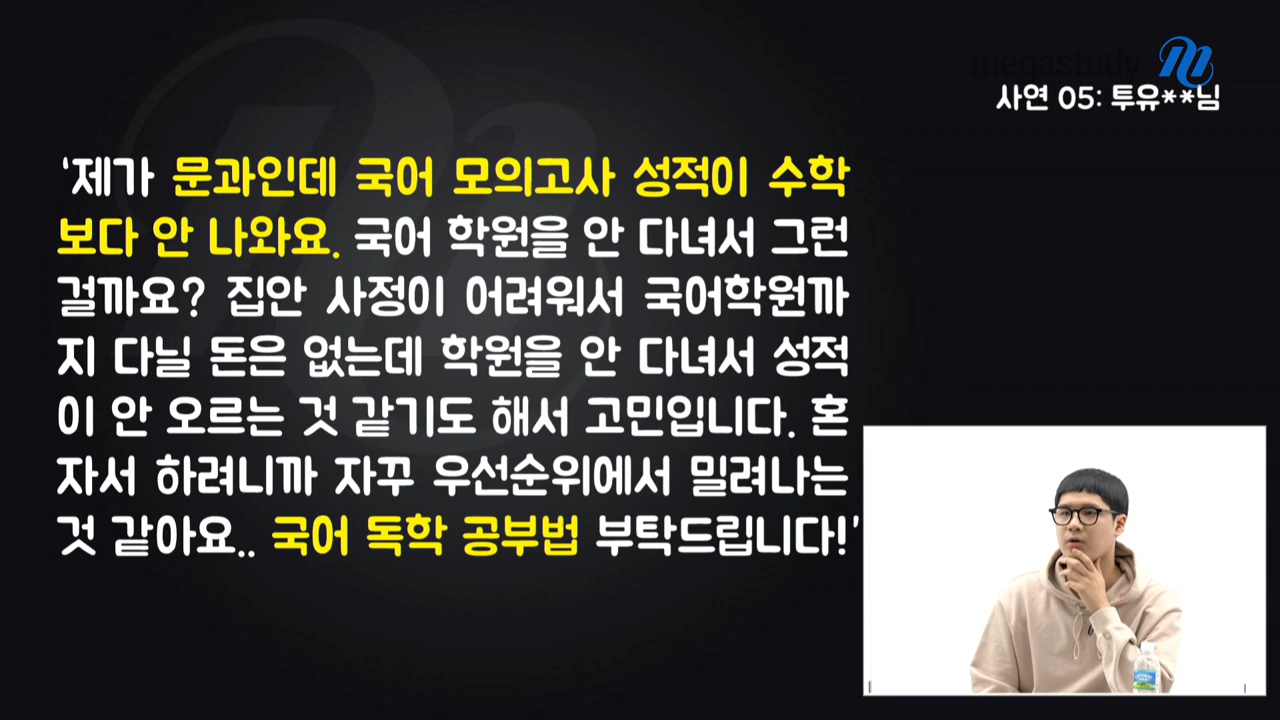 megastudy
사연 05: 투유**님
‘제가 문과인데 국어 모의고사 성적이 수학
보다 안 나와요. 국어 학원을 안 다녀서 그런
걸까요? 집안 사정이 어려워서 국어학원까
지 다닐 돈은 없는데 학원을 안 다녀서 성적
이 안 오르는 것 같기도 해서 고민입니다. 혼
자서 하려니까 자꾸 우선순위에서 밀려나는
것 같아요.. 국어 독학 공부법 부탁드립니다!’